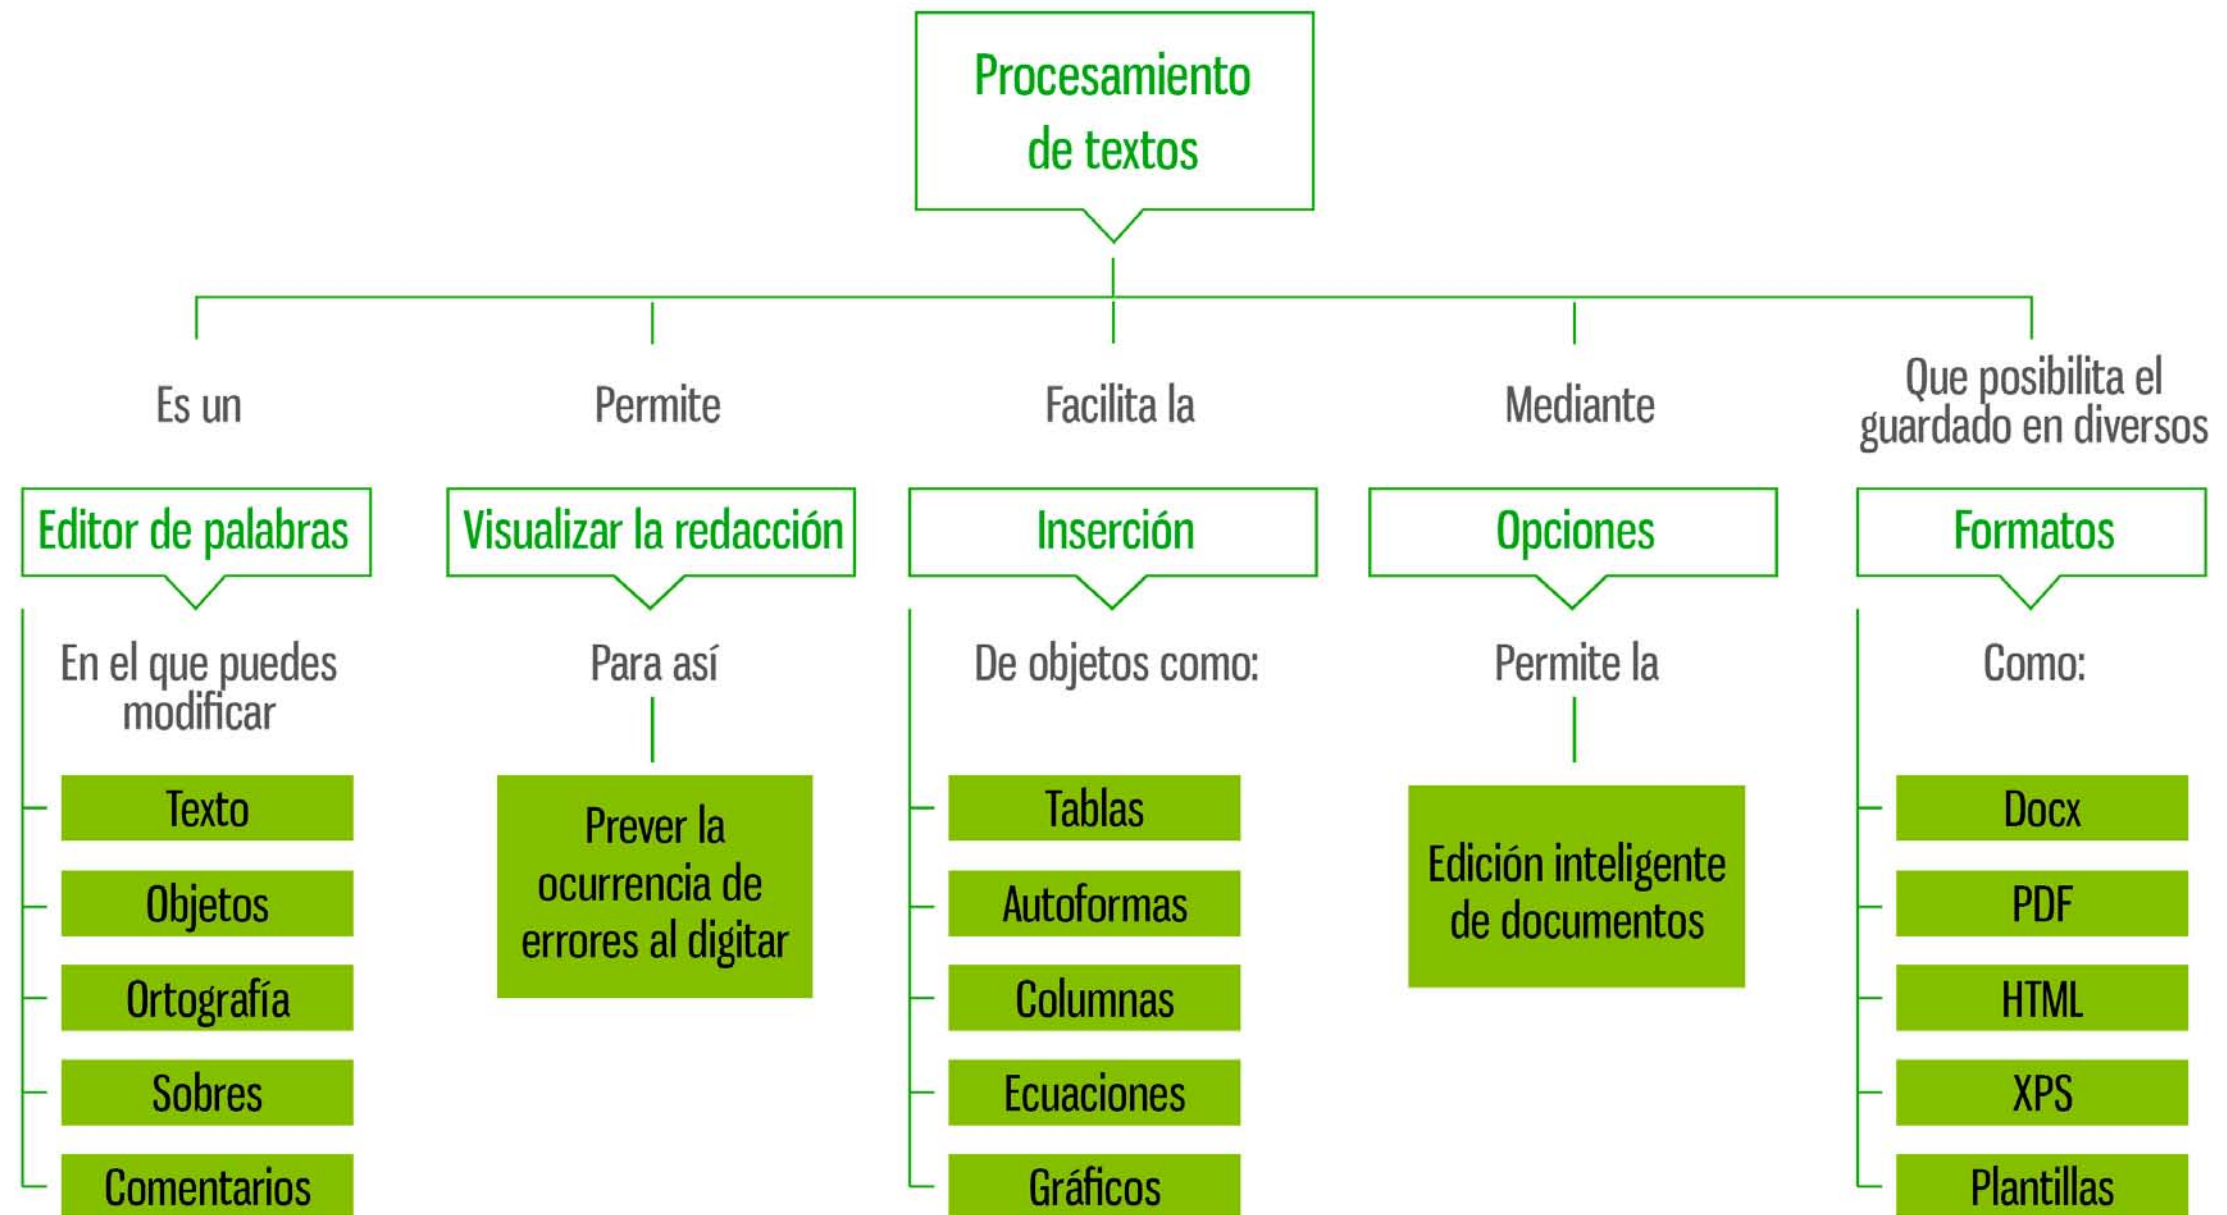 Procesamiento
de textos
Es un
Permite
Facilita la
Mediante
Que posibilita el
guardado en diversos
Editor de palabras
Visualizar la redacción
Inserción
Opciones
Formatos
En el que puedes
modificar
Texto
Objetos
Ortografía
Sobres
Comentarios
Para así
Prever la
ocurrencia de
errores al digitar
De objetos como:
Tablas
Autoformas
Columnas
Ecuaciones
Gráficos
Permite la
Edición inteligente
de documentos
Como:
Docx
PDF
HTML
XPS
Plantillas